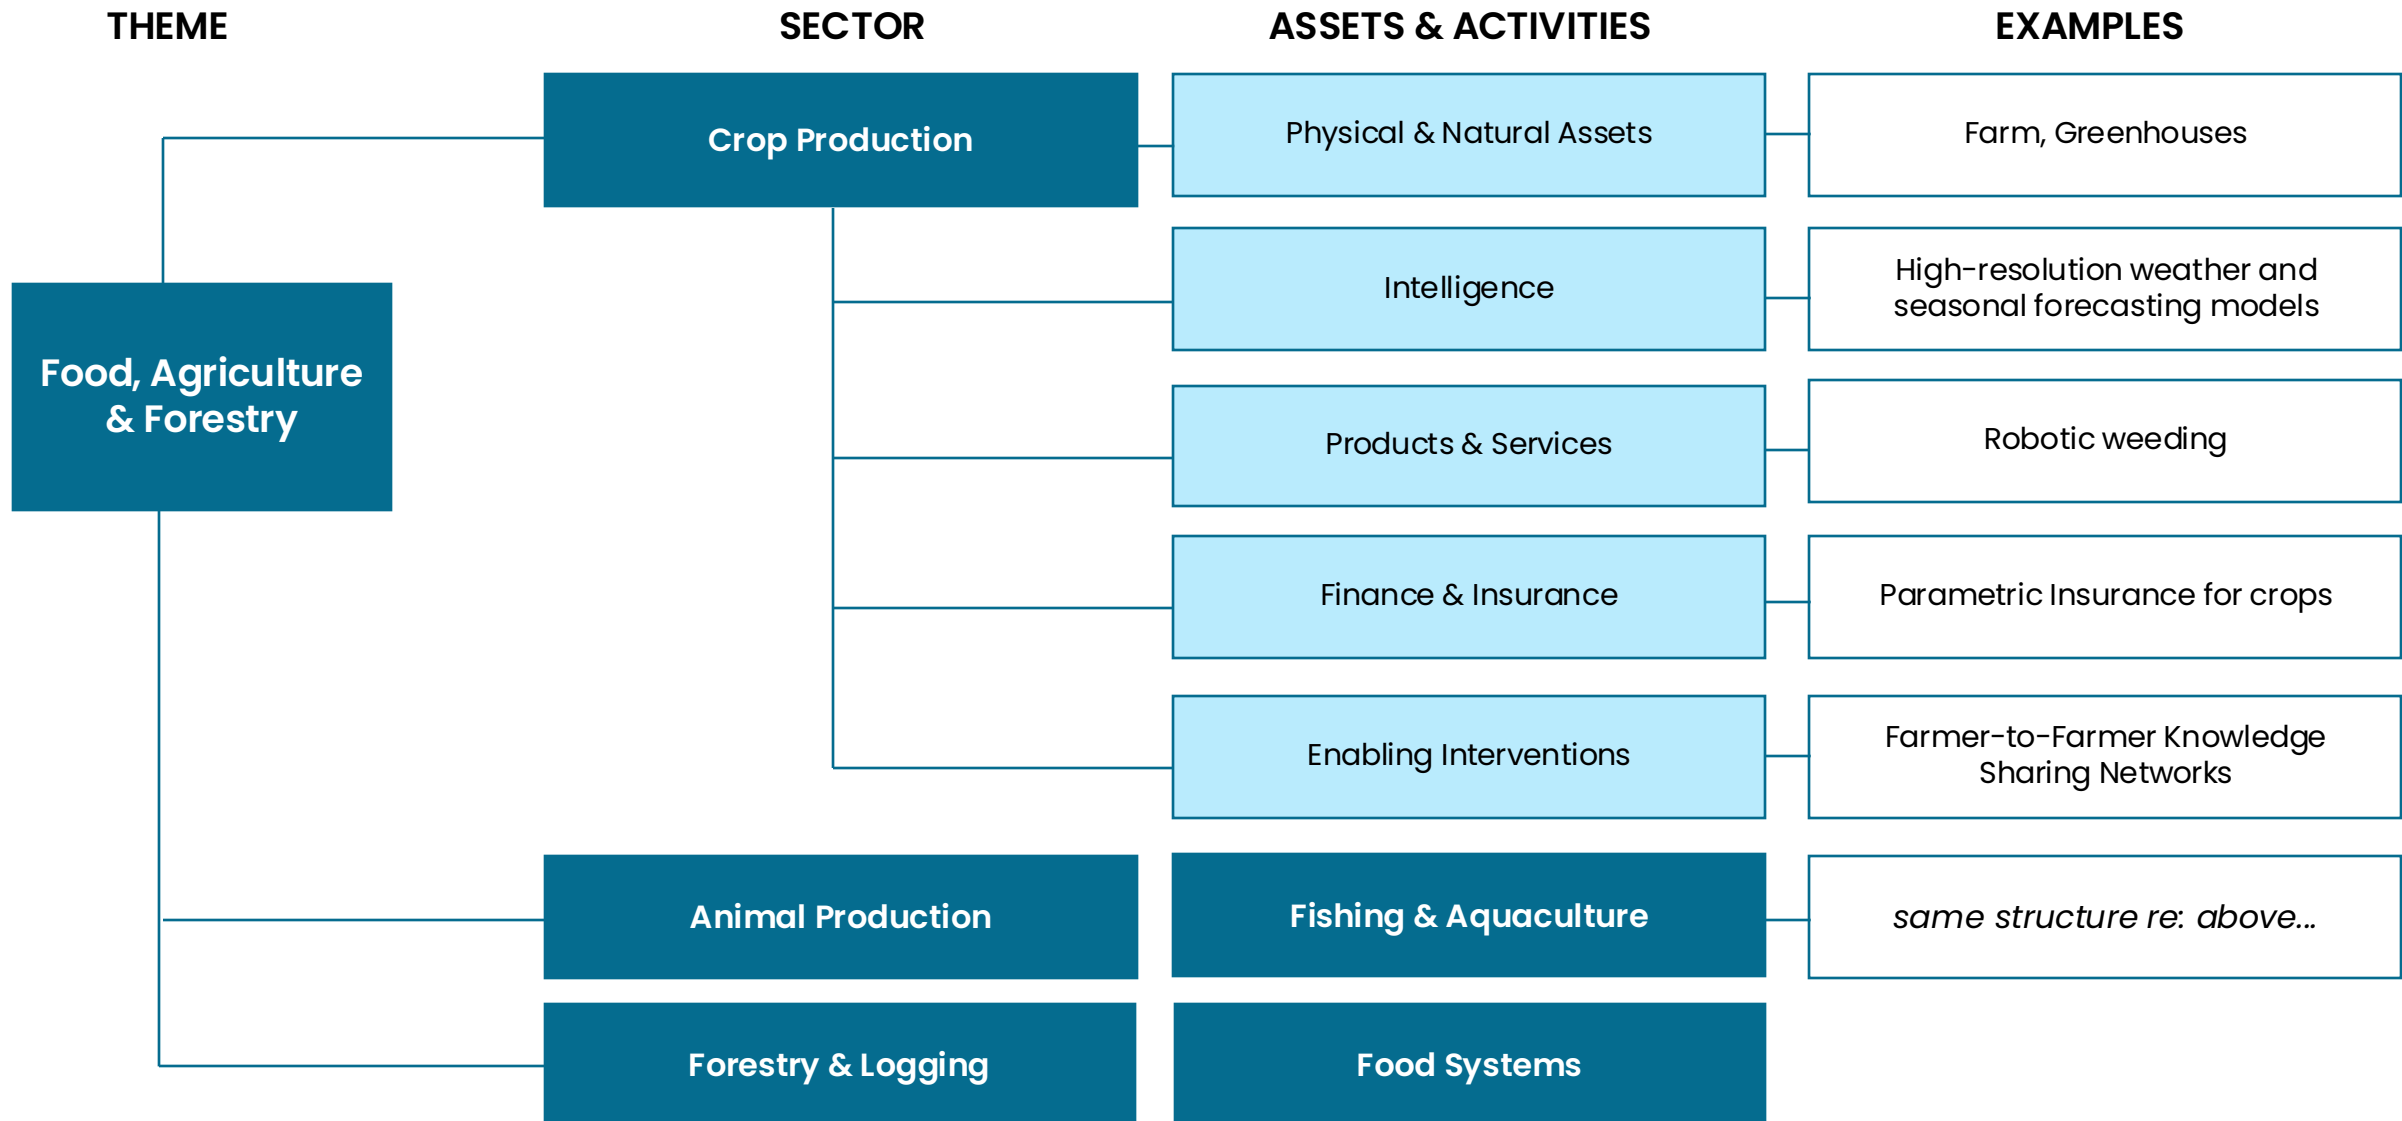 THEME
SECTOR
ASSETS & ACTIVITIES
EXAMPLES
Food, Agriculture
& Forestry
Crop Production
Physical & Natural Assets
Farm, Greenhouses
Intelligence
High-resolution weather and
seasonal forecasting models
Products & Services
Robotic weeding
Finance & Insurance
Parametric Insurance for crops
Enabling Interventions
Farmer-to-Farmer Knowledge
Sharing Networks
Animal Production
Fishing & Aquaculture
same structure re: above...
Forestry & Logging
Food Systems